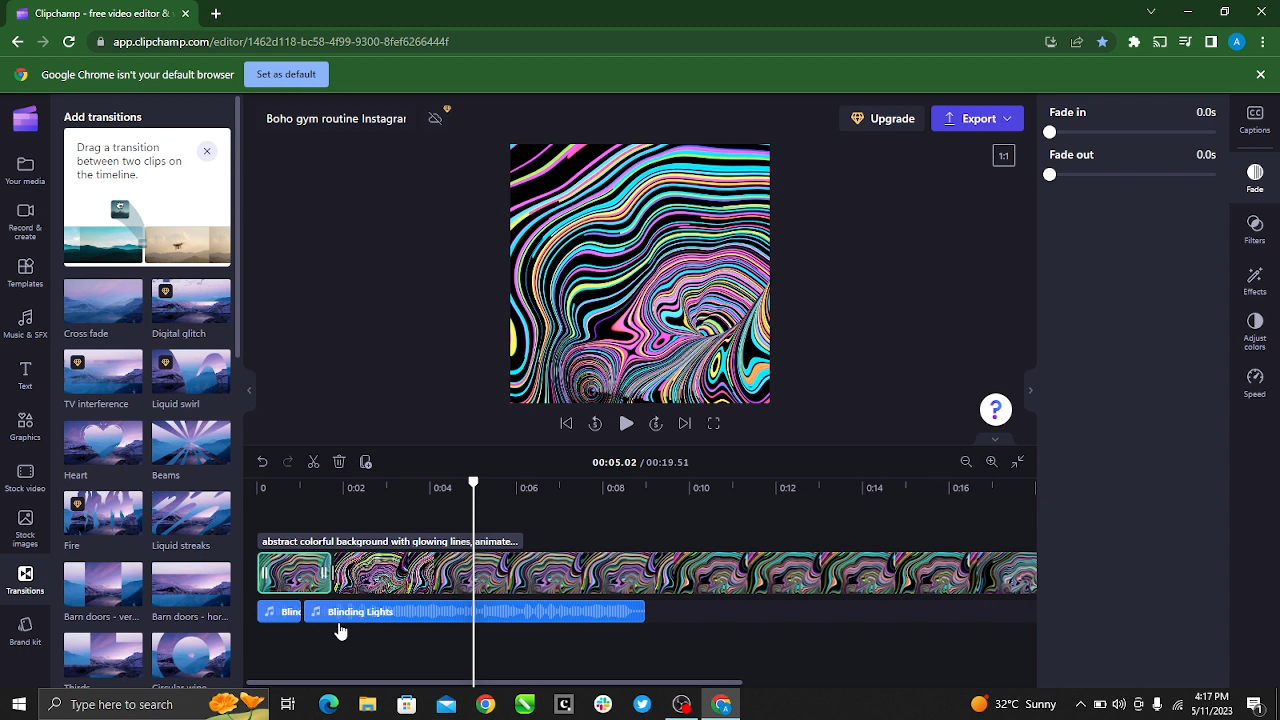 Clipchamp - free video editor &
app.clipchamp.com/editor/1462d118-bc58-4f99-9300-8fef6266444f
A
Google Chrome isn't your default browser
Set as default
Add transitions
Drag a transition
between two clips on
the timeline.
Your media
Record &
create
Templates
Music & SFX
Text
Graphics
Stock video
Stock
images
Transitions
Brand kit
Cross fade
Digital glitch
TV interference
Liquid swirl
Heart
Beams
Fire
Liquid streaks
Barn doors - ver...
Barn doors - hor...
Thirds
Circular wipe
Boho gym routine Instagrar
Upgrade
Export
1:1
5
5
?
00:05.02 / 00:19.51
0
0:02
0:04
0:06
0:08
0:10
0:12
0:14
0:16
abstract colorful background with glowing lines, animate...
Blind
Blinding Lights
Fade in
0.0s
Fade out
0.0s
Captions
Fade
Filters
Effects
Adjust
colors
Speed
Type here to search
32°C Sunny
4:17 PM
5/11/2023